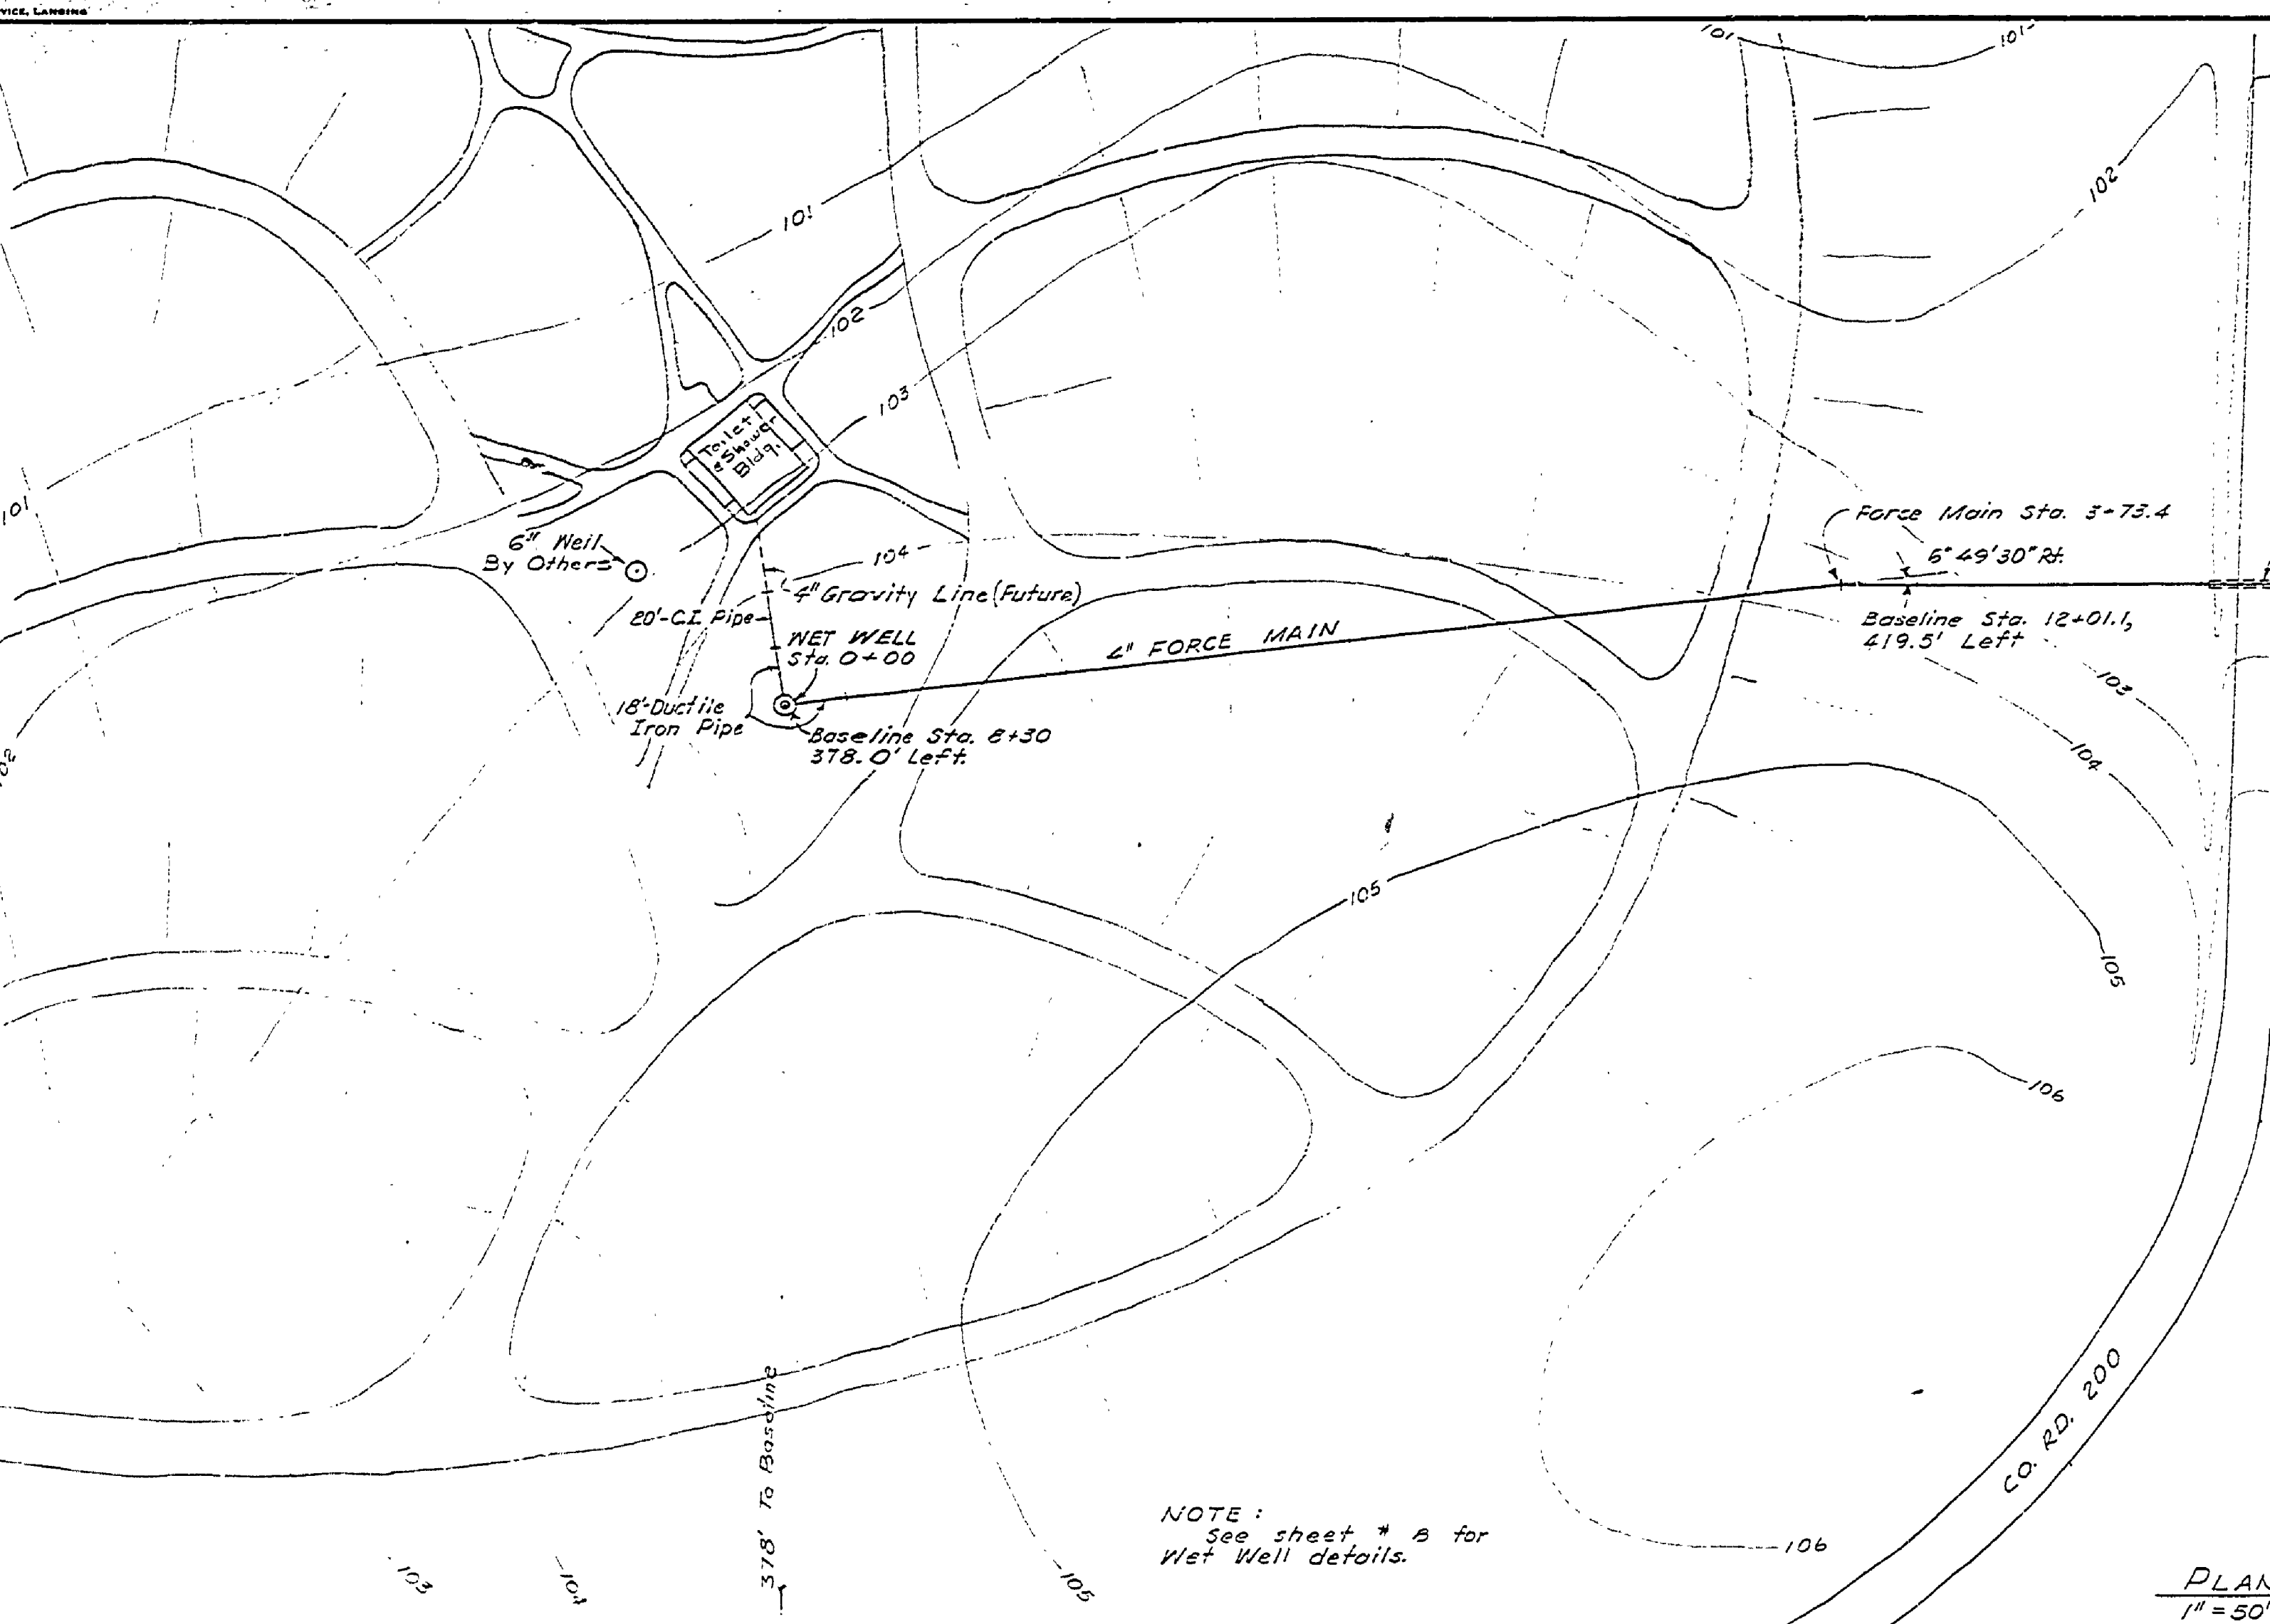 VICE, LANSING
101
101
102
101
102
103
Toilet
& Shower
Bldg.
101
6" Well
By Others
104
4" Gravity Line (Future)
20'-C.I. Pipe
WET WELL
Sta. 0+00
4" FORCE MAIN
Force Main Sta. 3+73.4
6°49'30" Rt.
Baseline Sta. 12+01.1,
419.5' Left
103
18'-Ductile
Iron Pipe
Baseline Sta. 8+30
378.0' Left.
104
02
105
105
106
CO. RD. 200
378' To Baseline
NOTE :
See sheet # 8 for
Wet Well details.
106
103
104
105
PLAN
1" = 50'